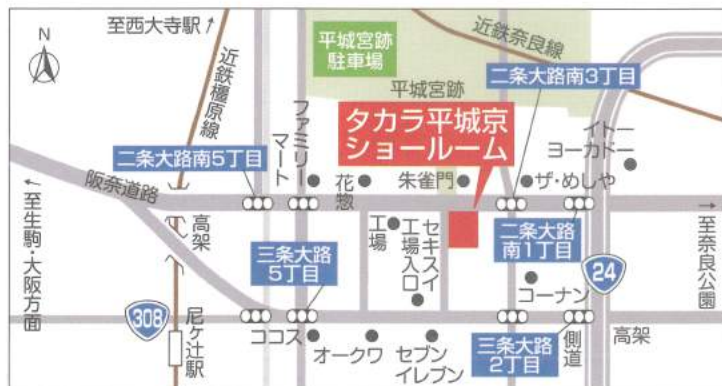 至西大寺駅
N
近鉄橿原線
平城宮跡
駐車場
近鉄奈良線
平城宮跡
二条大路南3丁目
ファミリー
マート
タカラ平城京
ショールーム
イトー
ヨーカドー
二条大路南5丁目
阪奈道路
花惣
朱雀門
ザ・めしや
至生駒・大阪方面
高架
工場
セキスイ
工場入口
二条大路
南1丁目
至奈良公園
三条大路
5丁目
24
308
尼ヶ辻駅
ココス
オークワ
セブン
イレブン
コーナン
三条大路
2丁目
側道
高架